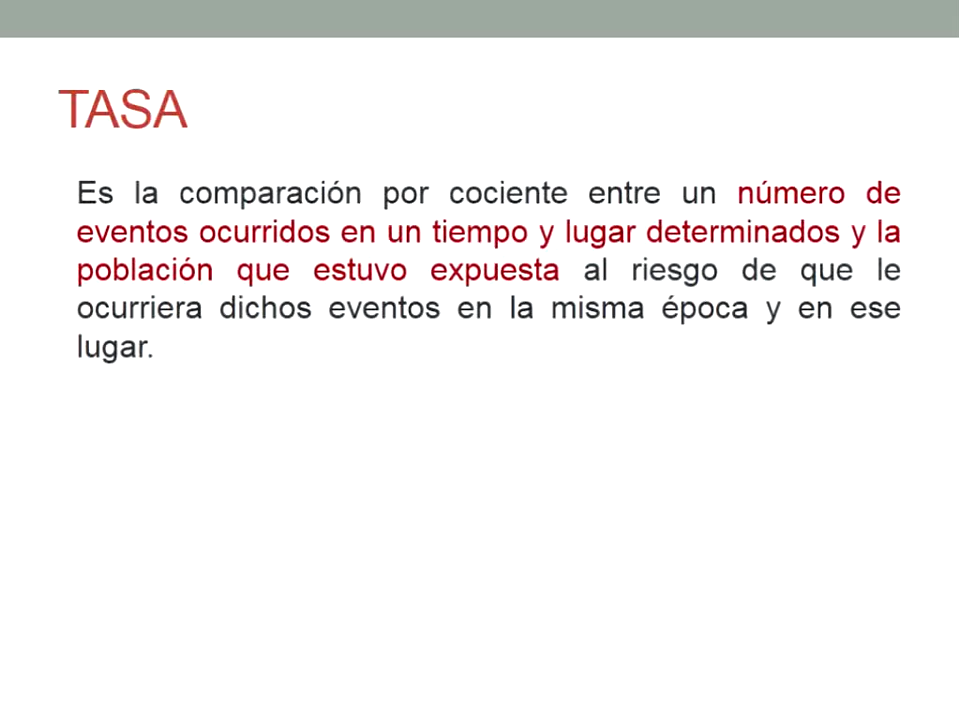 TASA
Es la comparación por cociente entre un número de
eventos ocurridos en un tiempo y lugar determinados y la
población que estuvo expuesta al riesgo de que le
ocurriera dichos eventos en la misma época y en ese
lugar.